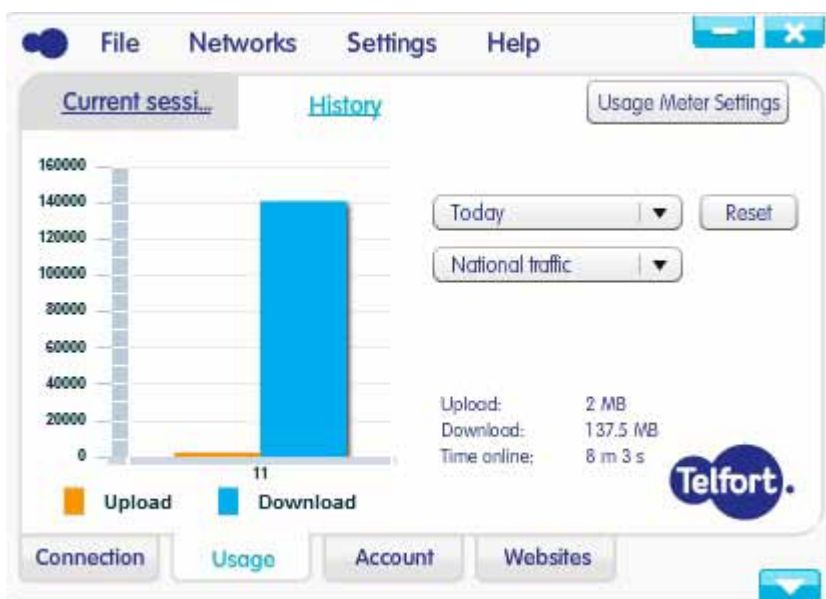 File Networks Settings Help
Current sessi... History Usage Meter Settings
160000
140000
120000
100000
80000
60000
40000
20000
0
11
Upload Download
Today Reset
National traffic
Upload: 2 MB
Download: 137.5 MB
Time online: 8 m 3 s
Telfort.
Connection Usage Account Websites